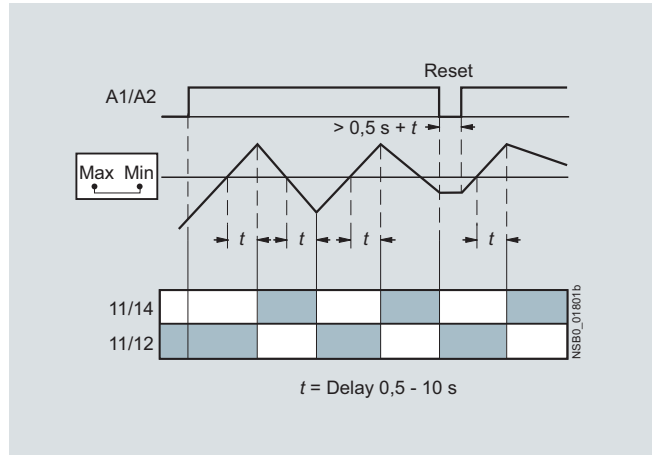 Reset
A1/A2
> 0,5 s + t
Max Min
t t t t
11/14
11/12
NSB0_01801b
t = Delay 0,5 - 10 s